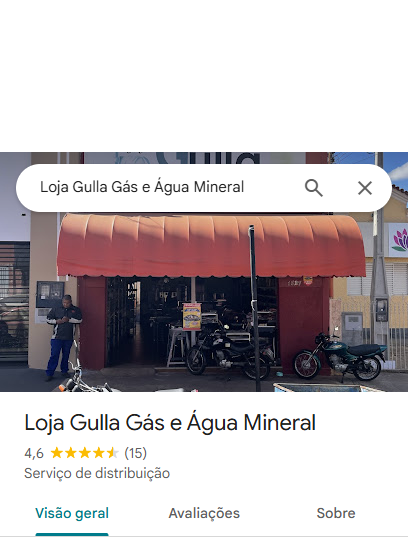 Gulla
Loja Gulla Gás e Água Mineral
Loja Gulla Gás e Água Mineral
4,6 (15)
Serviço de distribuição
Visão geral Avaliações Sobre